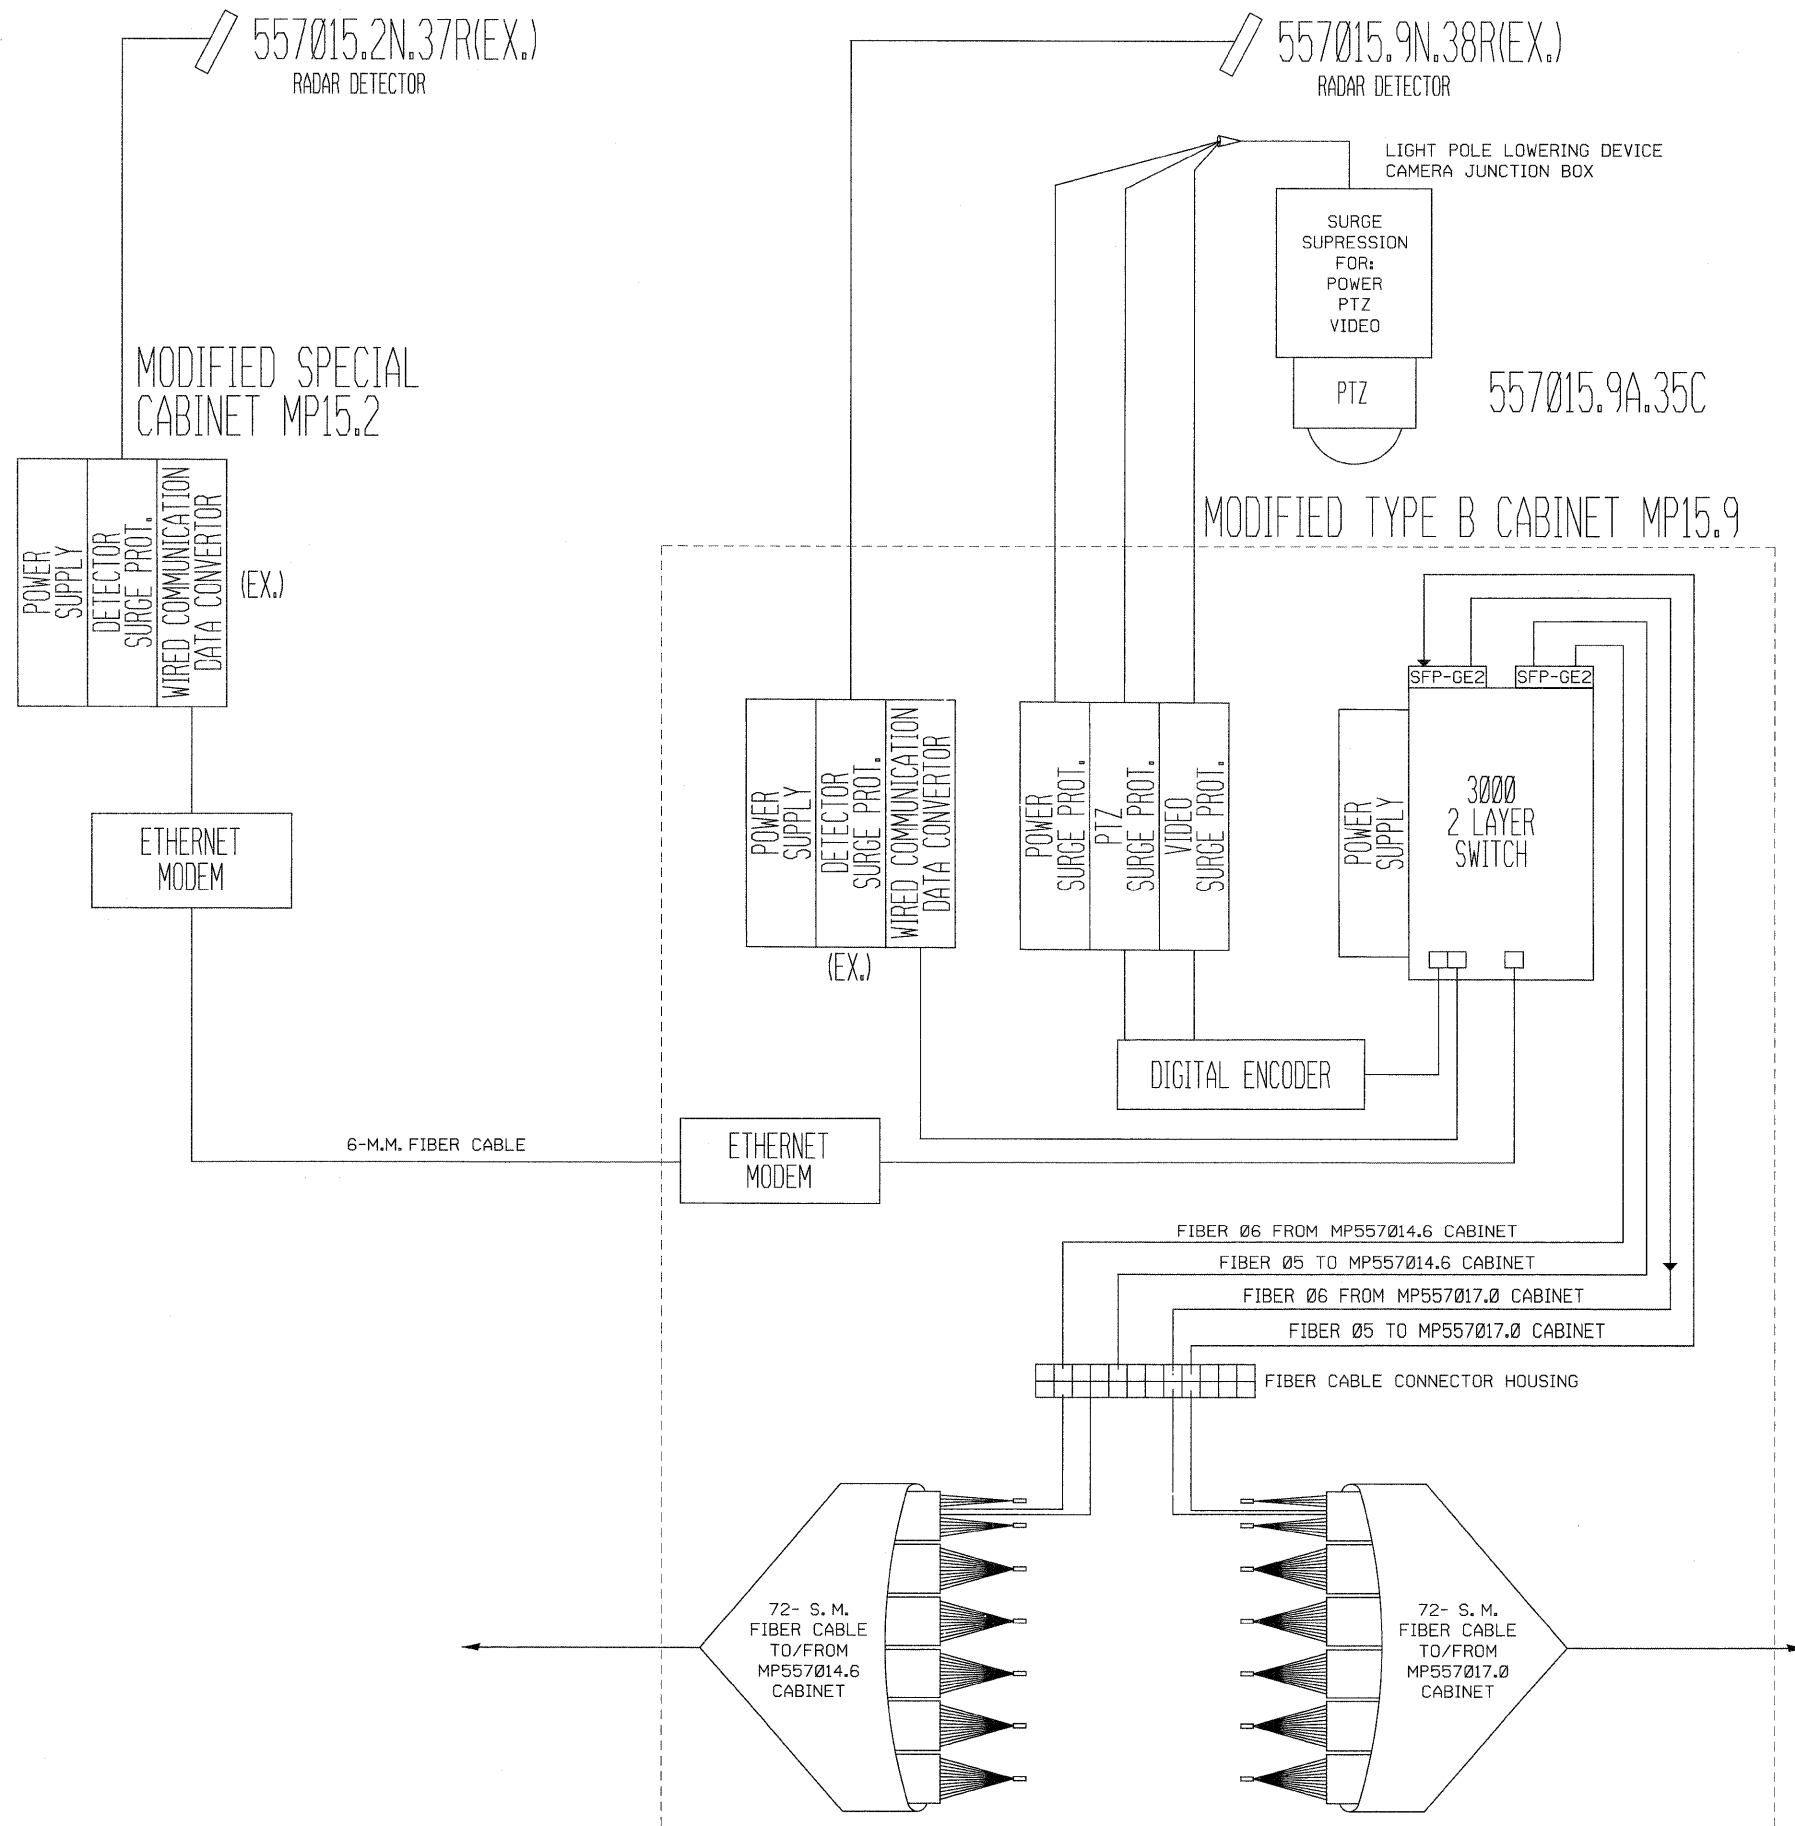 557Ø15.2N.37R(EX.)
RADAR DETECTOR
557Ø15.9N.38R(EX.)
RADAR DETECTOR
LIGHT POLE LOWERING DEVICE
CAMERA JUNCTION BOX
SURGE
SUPRESSION
FOR:
POWER
PTZ
VIDEO
PTZ
557Ø15.9A.35C
MODIFIED SPECIAL
CABINET MP15.2
POWER
SUPPLY
DETECTOR
SURGE PROT.
WIRED COMMUNICATION
DATA CONVERTOR
(EX.)
ETHERNET
MODEM
6-M.M. FIBER CABLE
MODIFIED TYPE B CABINET MP15.9
POWER
SUPPLY
DETECTOR
SURGE PROT.
WIRED COMMUNICATION
DATA CONVERTOR
(EX.)
POWER
SURGE PROT.
PTZ
SURGE PROT.
VIDEO
SURGE PROT.
SFP-GE2
SFP-GE2
POWER
SUPPLY
3000
2 LAYER
SWITCH
DIGITAL ENCODER
ETHERNET
MODEM
FIBER Ø6 FROM MP557Ø14.6 CABINET
FIBER Ø5 TO MP557Ø14.6 CABINET
FIBER Ø6 FROM MP557Ø17.Ø CABINET
FIBER Ø5 TO MP557Ø17.Ø CABINET
FIBER CABLE CONNECTOR HOUSING
72- S.M.
FIBER CABLE
TO/FROM
MP557Ø14.6
CABINET
72- S.M.
FIBER CABLE
TO/FROM
MP557Ø17.Ø
CABINET